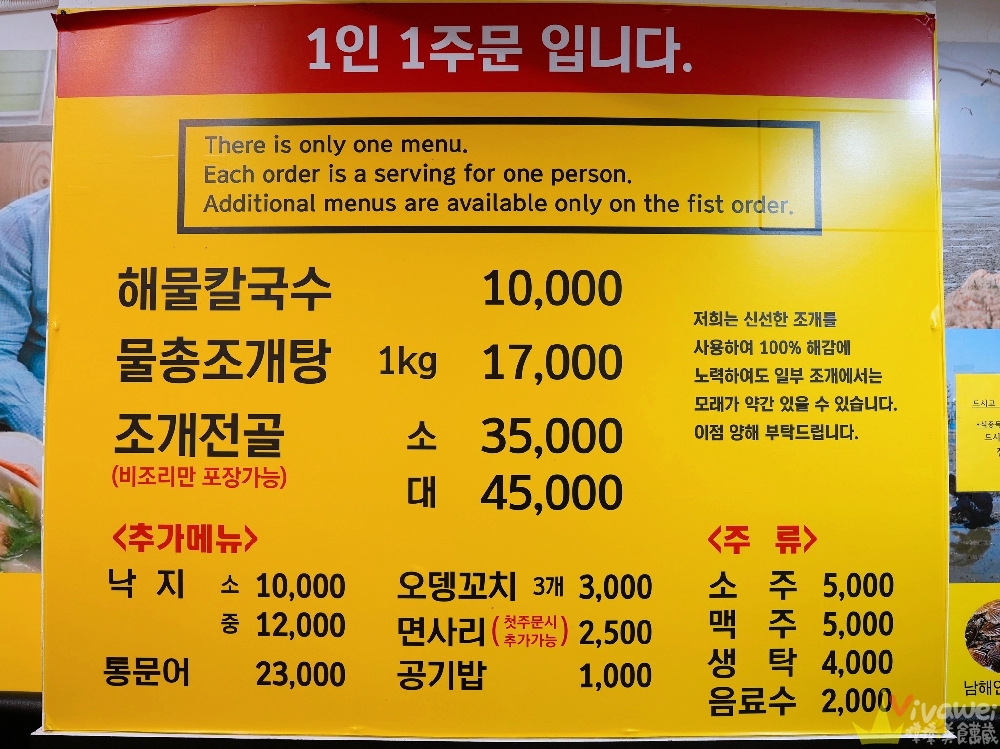 1인 1주문 입니다.
There is only one menu.
Each order is a serving for one person.
Additional menus are available only on the fist order.
해물칼국수 10,000
물총조개탕 1kg 17,000
조개전골 소 35,000
(비조리만 포장가능)
대 45,000
저희는 신선한 조개를
사용하여 100% 해감에
노력하여도 일부 조개에서는
모래가 약간 있을 수 있습니다.
이점 양해 부탁드립니다.
<추가메뉴>
낙 지 소 10,000
중 12,000
통문어 23,000
오뎅꼬치 3개 3,000
면사리 (첫주문시 추가가능) 2,500
공기밥 1,000
<주 류>
소 주 5,000
맥 주 5,000
생 탁 4,000
음료수 2,000
드시고
남해안
Vivawei